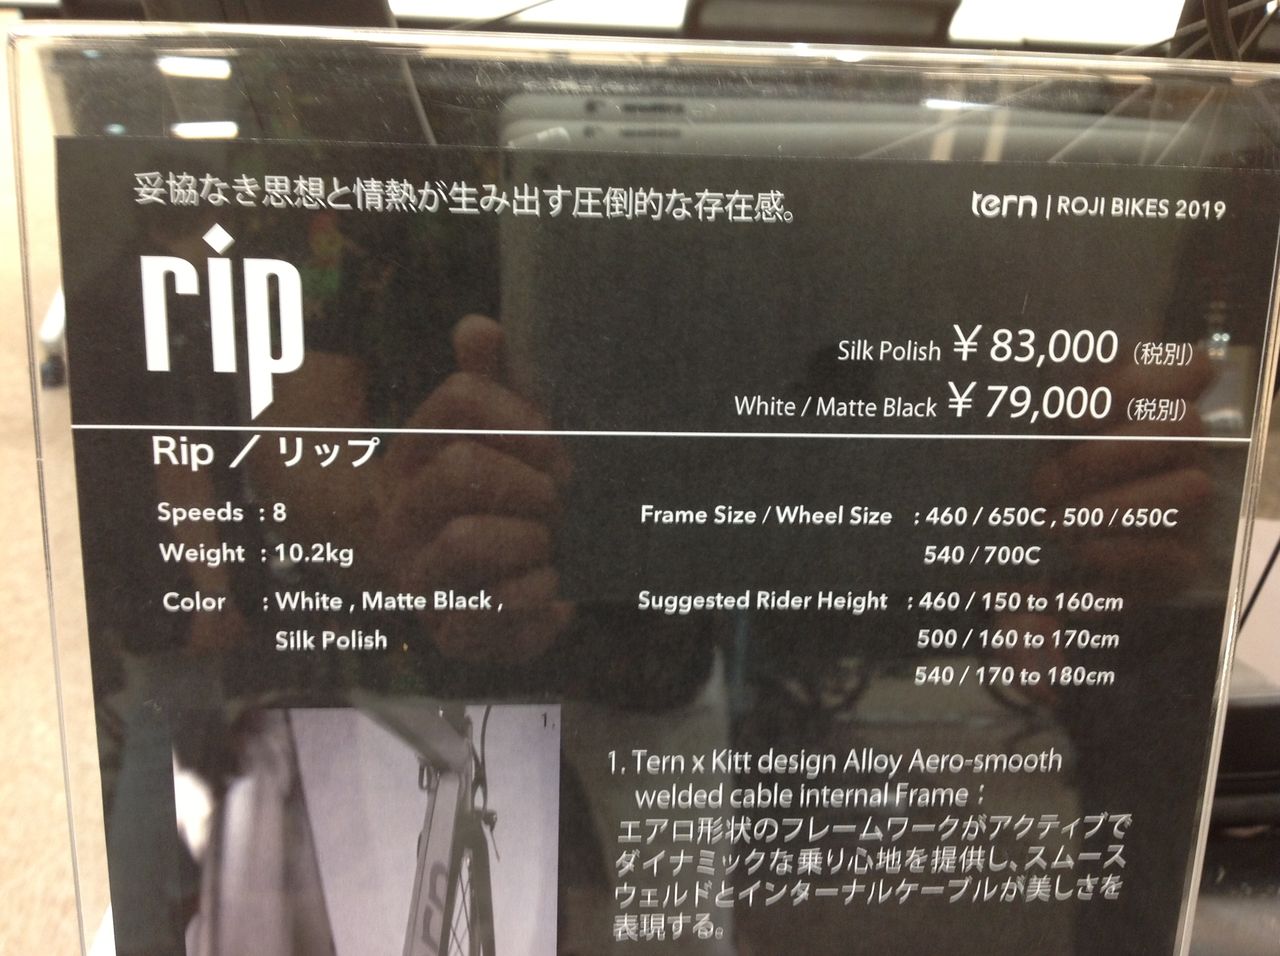 妥協なき思想と情熱が生み出す圧倒的な存在感。
tern | ROJI BIKES 2019
rip
Silk Polish ¥ 83,000 (税別)
White / Matte Black ¥ 79,000 (税別)
Rip / リップ
Speeds : 8
Weight : 10.2kg
Color : White , Matte Black ,
Silk Polish
Frame Size / Wheel Size : 460 / 650C , 500 / 650C
540 / 700C
Suggested Rider Height : 460 / 150 to 160cm
500 / 160 to 170cm
540 / 170 to 180cm
1.
1. Tern x Kitt design Alloy Aero-smooth
welded cable internal Frame :
エアロ形状のフレームワークがアクティブで
ダイナミックな乗り心地を提供し、スムース
ウェルドとインターナルケーブルが美しさを
表現する。